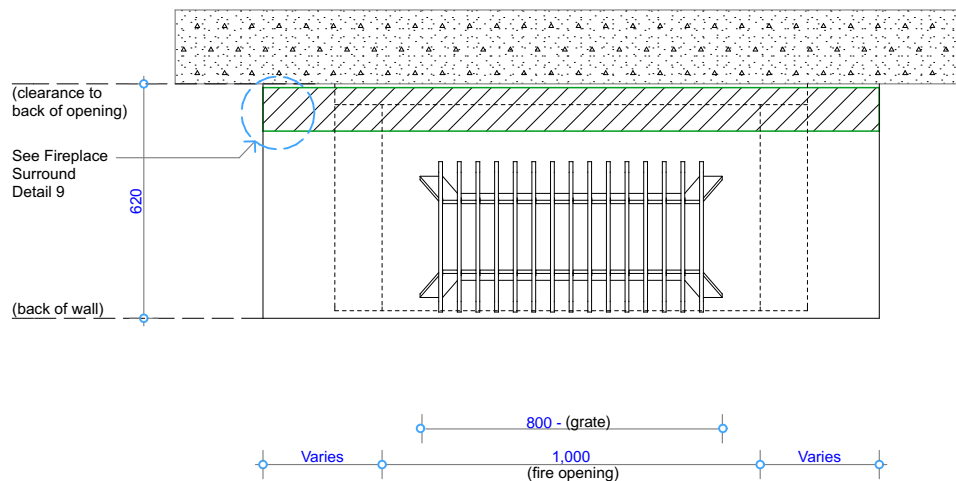 (clearance to
back of opening)
See Fireplace
Surround
Detail 9
620
(back of wall)
800 - (grate)
Varies
1,000
(fire opening)
Varies